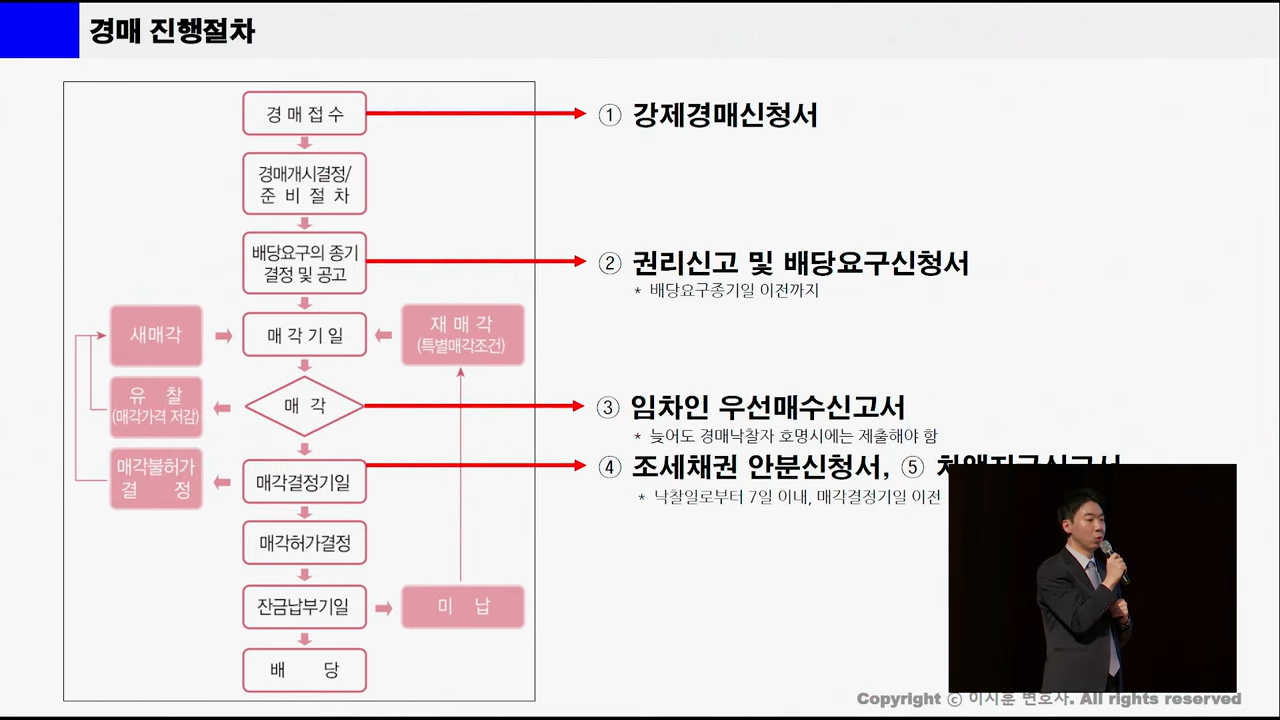 경매 진행절차
경 매 접 수
① 강제경매신청서
경매개시결정/
준 비 절 차
배당요구의 종기
결정 및 공고
② 권리신고 및 배당요구신청서
* 배당요구종기일 이전까지
새매각
매 각 기 일
재 매 각
(특별매각조건)
유 찰
(매각가격 저감)
매 각
③ 임차인 우선매수신고서
* 늦어도 경매낙찰자 호명시에는 제출해야 함
매각불허가
결 정
매각결정기일
④ 조세채권 안분신청서, ⑤
* 낙찰일로부터 7일 이내, 매각결정기일 이전
매각허가결정
잔금납부기일
미 납
배 당
Copyright ⓒ 이시훈 변호사. All rights reserved